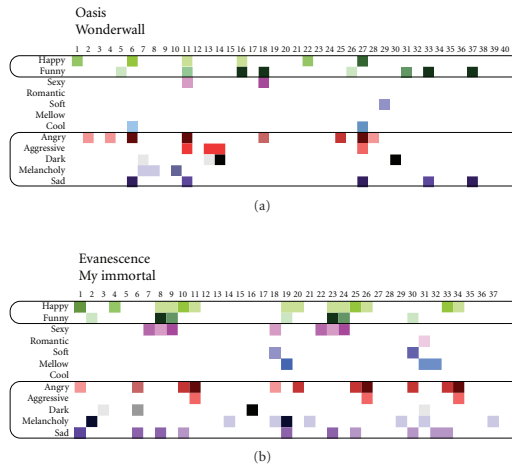 Oasis
Wonderwall
1 2 3 4 5 6 7 8 9 10 11 12 13 14 15 16 17 18 19 20 21 22 23 24 25 26 27 28 29 30 31 32 33 34 35 36 37 38 39 40
Happy
Funny
Sexy
Romantic
Soft
Mellow
Cool
Angry
Aggressive
Dark
Melancholy
Sad
(a)
Evanescence
My immortal
1 2 3 4 5 6 7 8 9 10 11 12 13 14 15 16 17 18 19 20 21 22 23 24 25 26 27 28 29 30 31 32 33 34 35 36 37
Happy
Funny
Sexy
Romantic
Soft
Mellow
Cool
Angry
Aggressive
Dark
Melancholy
Sad
(b)